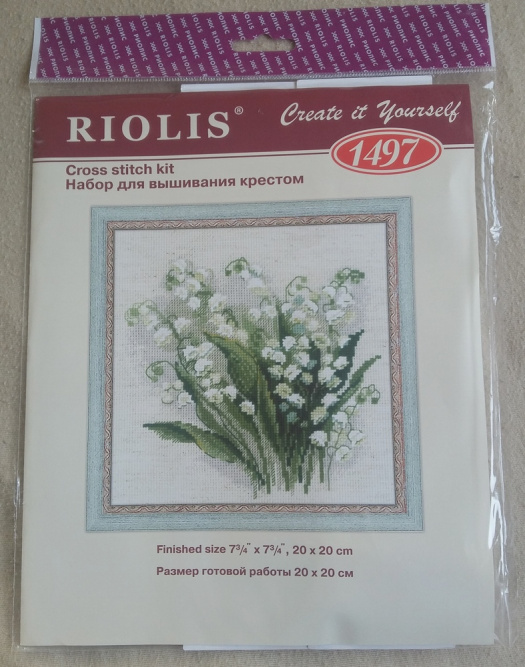 RIOLIS®
Create it Yourself
1497
Cross stitch kit
Набор для вышивания крестом
Finished size 7¾" x 7¾", 20 x 20 cm
Размер готовой работы 20 x 20 см